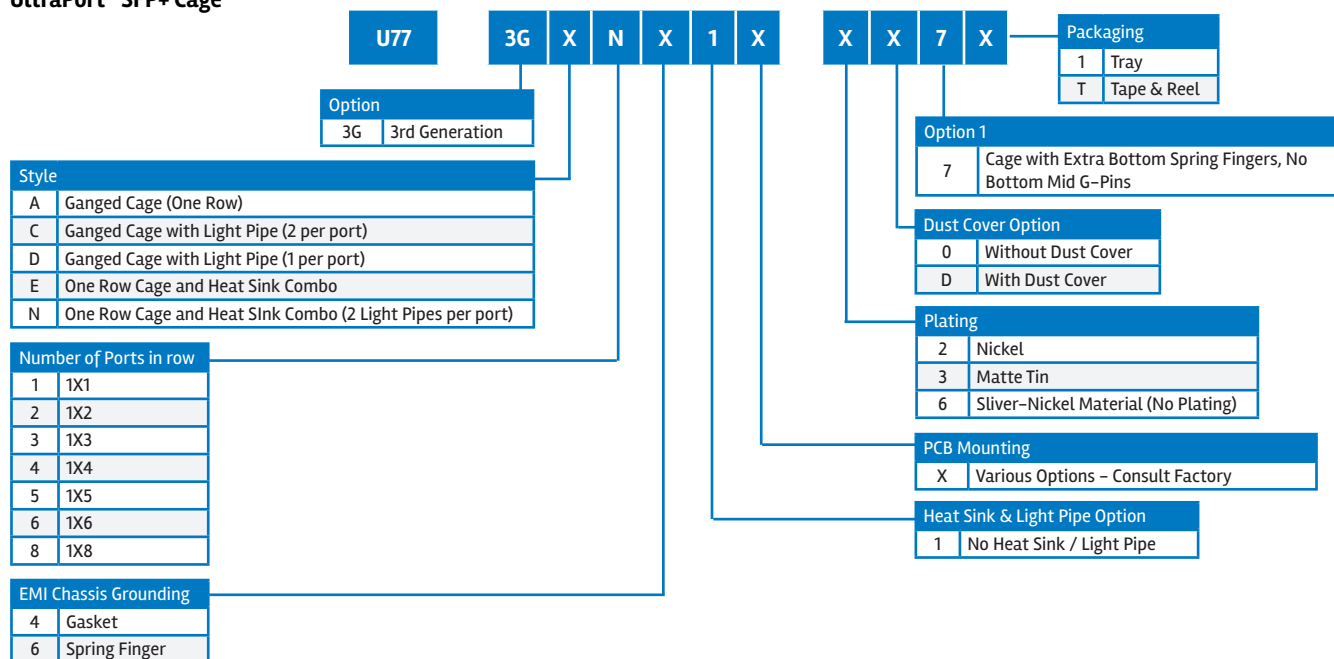 UltraPort SFP+ Cage
U77 3G X N X 1 X X X 7 X
Packaging
1 Tray
T Tape & Reel
Option
3G 3rd Generation
Option 1
7 Cage with Extra Bottom Spring Fingers, No
Bottom Mid G-Pins
Style
A Ganged Cage (One Row)
C Ganged Cage with Light Pipe (2 per port)
D Ganged Cage with Light Pipe (1 per port)
E One Row Cage and Heat Sink Combo
N One Row Cage and Heat SInk Combo (2 Light Pipes per port)
Dust Cover Option
0 Without Dust Cover
D With Dust Cover
Plating
2 Nickel
3 Matte Tin
6 Sliver-Nickel Material (No Plating)
Number of Ports in row
1 1X1
2 1X2
3 1X3
4 1X4
5 1X5
6 1X6
8 1X8
PCB Mounting
X Various Options - Consult Factory
Heat Sink & Light Pipe Option
1 No Heat Sink / Light Pipe
EMI Chassis Grounding
4 Gasket
6 Spring Finger